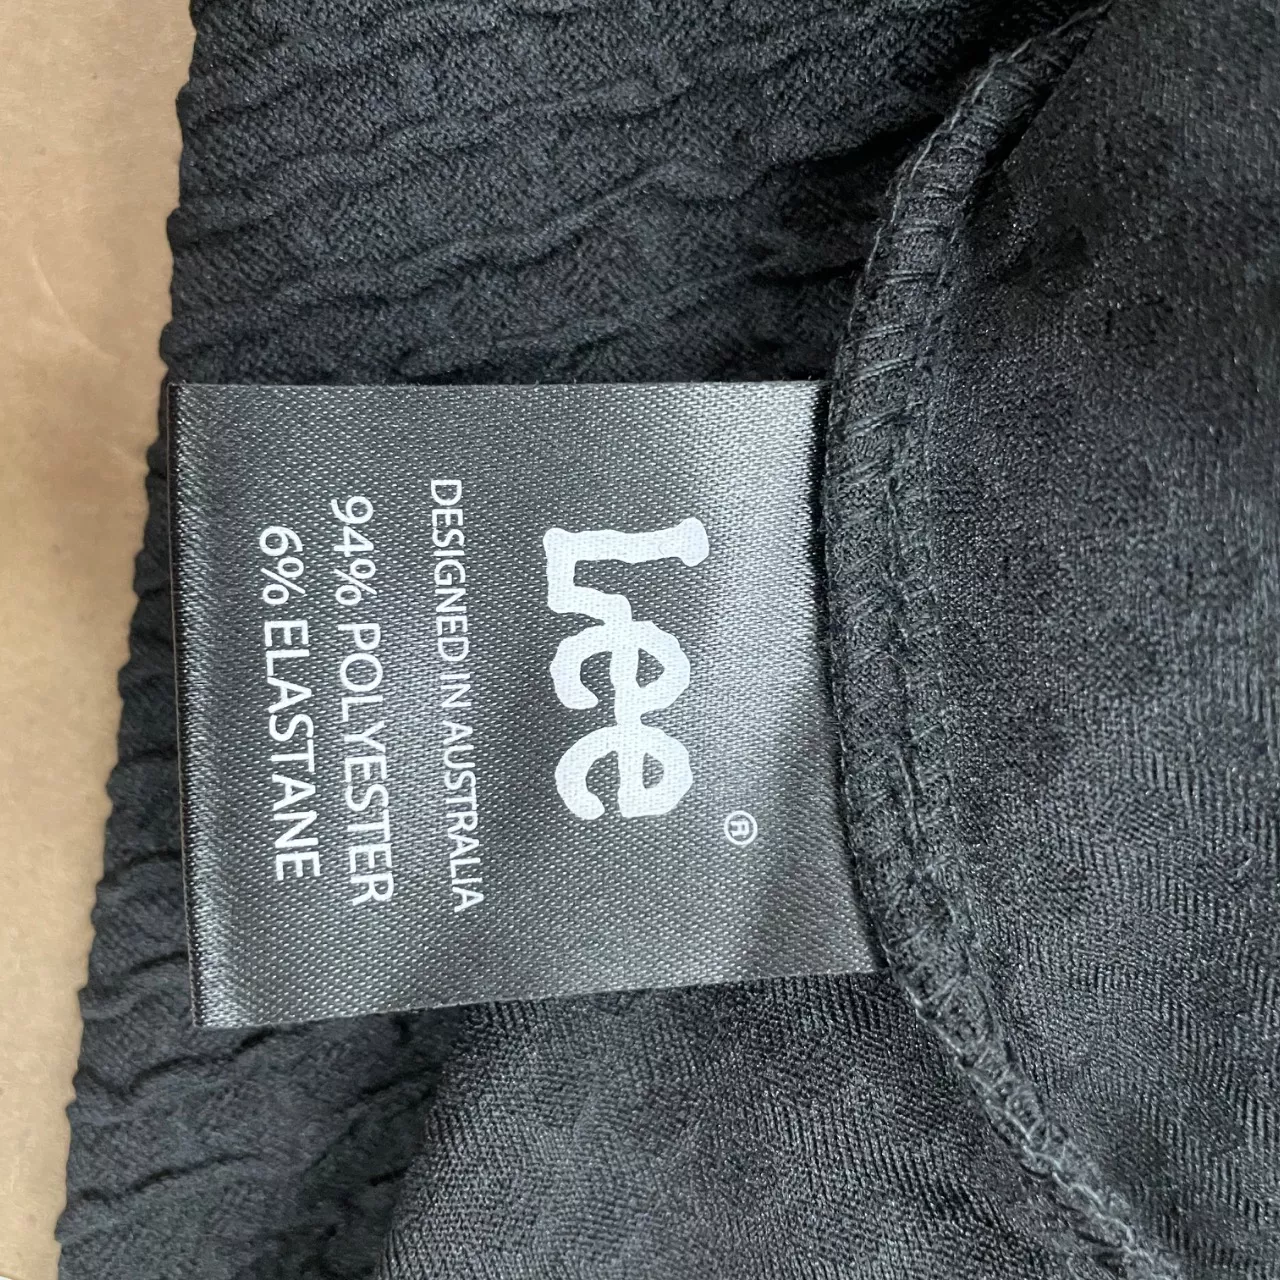 Lee®
DESIGNED IN AUSTRALIA
94% POLYESTER
6% ELASTANE